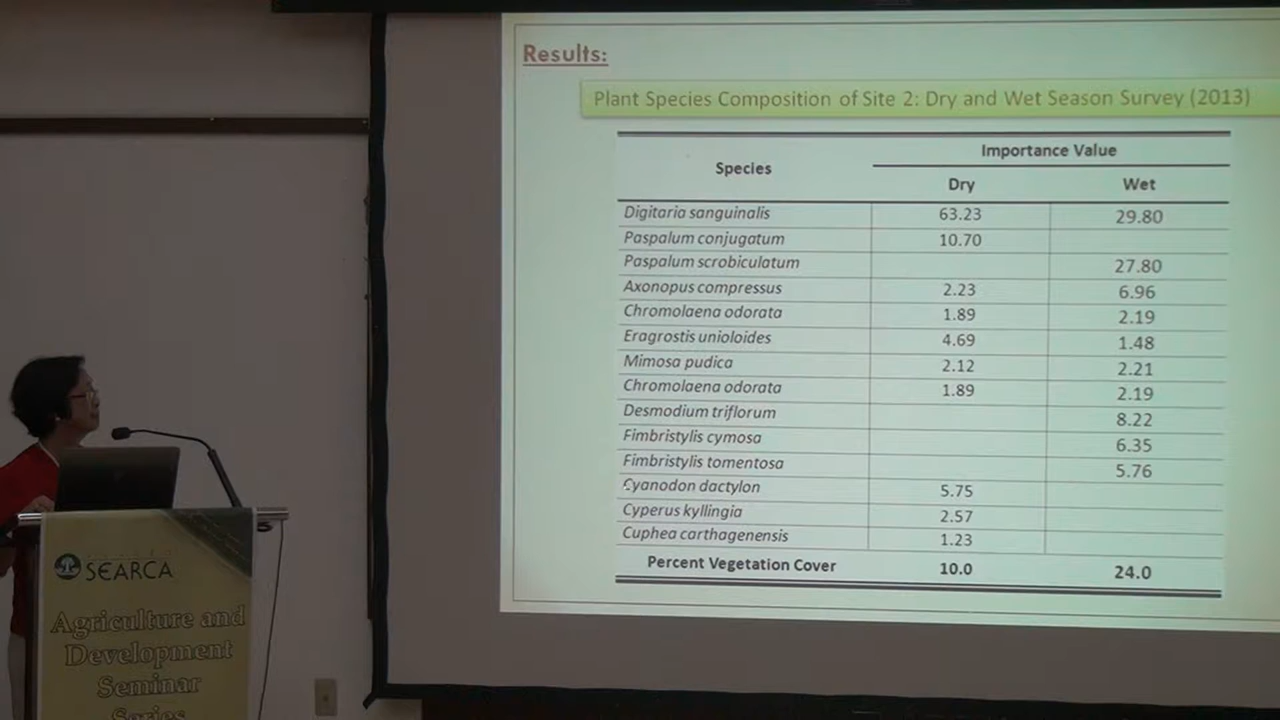 Results:
Plant Species Composition of Site 2: Dry and Wet Season Survey (2013)
Species Importance Value
Dry Wet
Digitaria sanguinalis 63.23 29.80
Paspalum conjugatum 10.70
Paspalum scrobiculatum 27.80
Axonopus compressus 2.23 6.96
Chromolaena odorata 1.89 2.19
Eragrostis unioloides 4.69 1.48
Mimosa pudica 2.12 2.21
Chromolaena odorata 1.89 2.19
Desmodium triflorum 8.22
Fimbristylis cymosa 6.35
Fimbristylis tomentosa 5.76
Cyanodon dactylon 5.75
Cyperus kyllingia 2.57
Cuphea carthagenensis 1.23
Percent Vegetation Cover 10.0 24.0
SEARCA
Agriculture and
Development
Seminar
Series